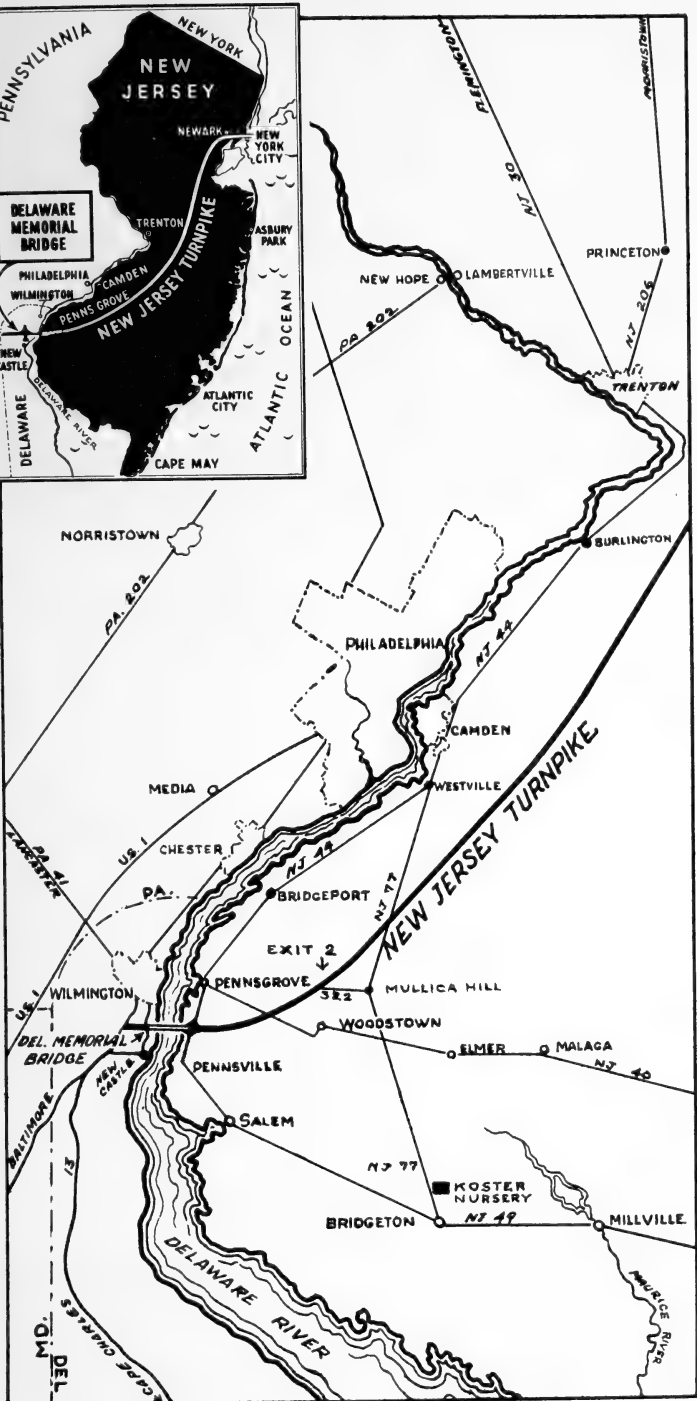 PENNSYLVANIA
NEW YORK
NEW
JERSEY
NEWARK
NEW
YORK
CITY
DELAWARE
MEMORIAL
BRIDGE
TRENTON
ASBURY
PARK
PHILADELPHIA
CAMDEN
WILMINGTON
PENNS GROVE
NEW JERSEY TURNPIKE
NEW
CASTLE
DELAWARE
DELAWARE RIVER
ATLANTIC
CITY
ATLANTIC OCEAN
CAPE MAY
FLEMINGTON
MORRISTOWN
NJ 30
PRINCETON
NEW HOPE
LAMBERTVILLE
PA 202
NJ 206
TRENTON
NORRISTOWN
BURLINGTON
PA. 202
PHILADELPHIA
NJ 44
CAMDEN
MEDIA
WESTVILLE
NEW JERSEY TURNPIKE
U.S. 1
CHESTER
PA 41
LANCASTER
NJ 44
PA.
BRIDGEPORT
NJ 77
EXIT 2
WILMINGTON
PENNSGROVE
322
MULLICA HILL
U.S. 1
WOODSTOWN
DEL. MEMORIAL
BRIDGE
ELMER
MALAGA
NEW
CASTLE
PENNSVILLE
NJ 40
BALTIMORE
SALEM
13
NJ 77
KOSTER
NURSERY
BRIDGETON
NJ 49
MILLVILLE
DELAWARE RIVER
MAURICE
RIVER
CAPE CHARLES
MD.
DEL